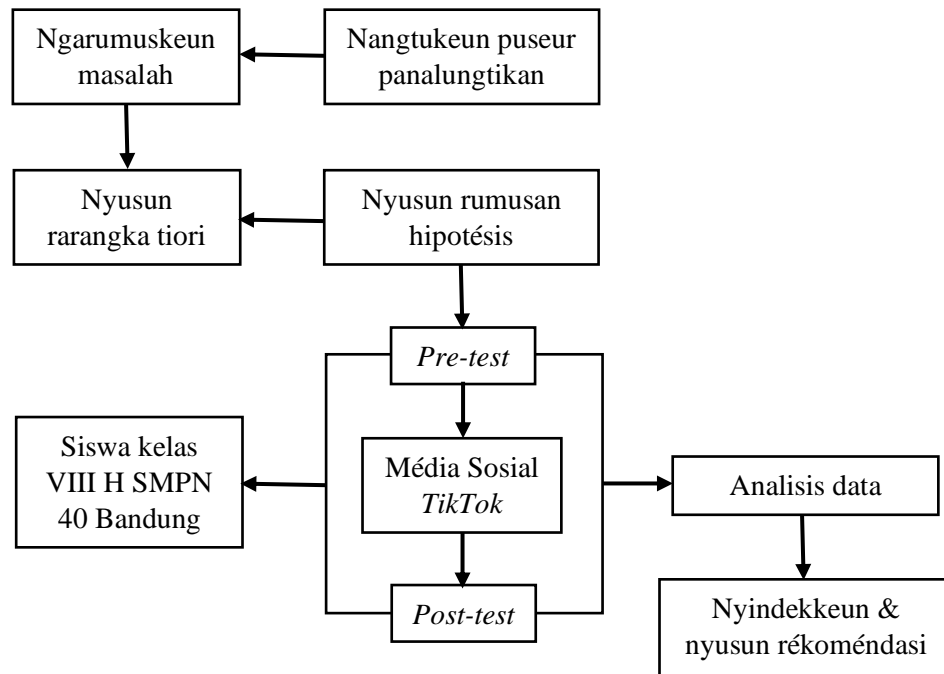 Ngarumuskeun
masalah
Nangtukeun puseur
panalungtikan
Nyusun
rarangka tiori
Nyusun rumusan
hipotésis
Pre-test
Siswa kelas
VIII H SMPN
40 Bandung
Média Sosial
TikTok
Analisis data
Post-test
Nyindekkeun &
nyusun rékoméndasi